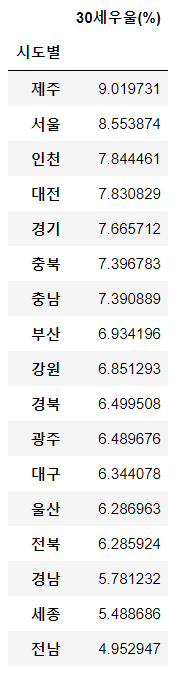 30세우울(%)
시도별
제주 9.019731
서울 8.553874
인천 7.844461
대전 7.830829
경기 7.665712
충북 7.396783
충남 7.390889
부산 6.934196
강원 6.851293
경북 6.499508
광주 6.489676
대구 6.344078
울산 6.286963
전북 6.285924
경남 5.781232
세종 5.488686
전남 4.952947